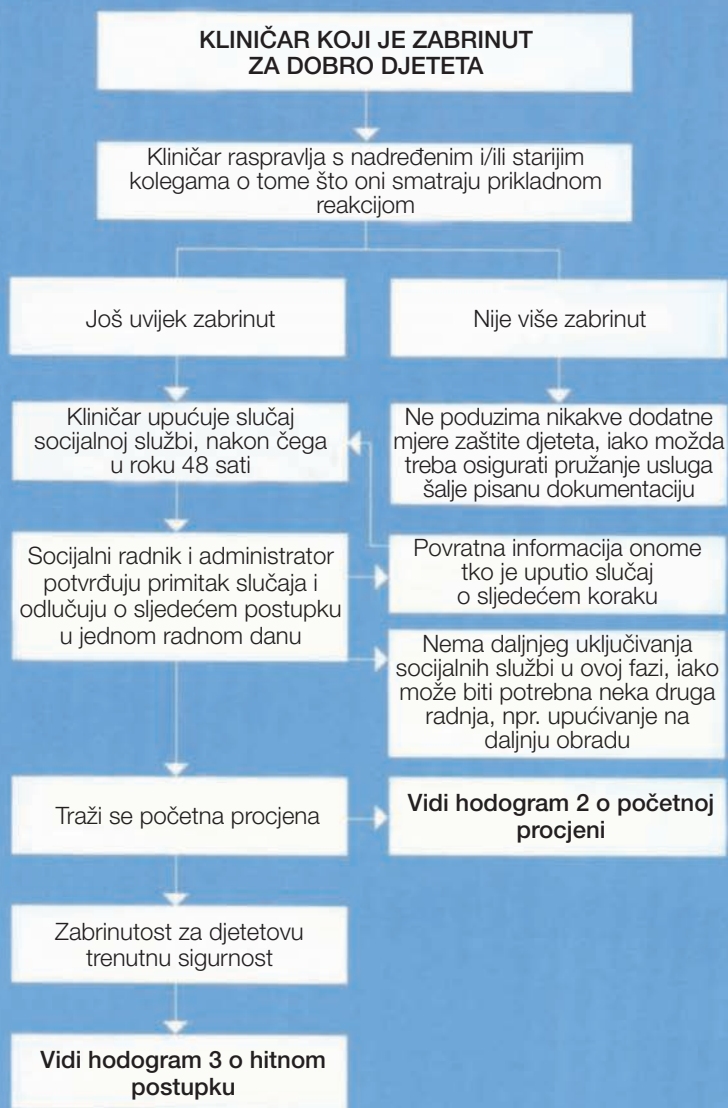 KLINIČAR KOJI JE ZABRINUT
ZA DOBRO DJETETA
Kliničar raspravlja s nadređenim i/ili starijim
kolegama o tome što oni smatraju prikladnom
reakcijom
Još uvijek zabrinut
Nije više zabrinut
Kliničar upućuje slučaj
socijalnoj službi, nakon čega
u roku 48 sati
Ne poduzima nikakve dodatne
mjere zaštite djeteta, iako možda
treba osigurati pružanje usluga
šalje pisanu dokumentaciju
Socijalni radnik i administrator
potvrđuju primitak slučaja i
odlučuju o sljedećem postupku
u jednom radnom danu
Povratna informacija onome
tko je uputio slučaj
o sljedećem koraku
Nema daljnjeg uključivanja
socijalnih službi u ovoj fazi, iako
može biti potrebna neka druga
radnja, npr. upućivanje na
daljnju obradu
Traži se početna procjena
Vidi hodogram 2 o početnoj
procjeni
Zabrinutost za djetetovu
trenutnu sigurnost
Vidi hodogram 3 o hitnom
postupku